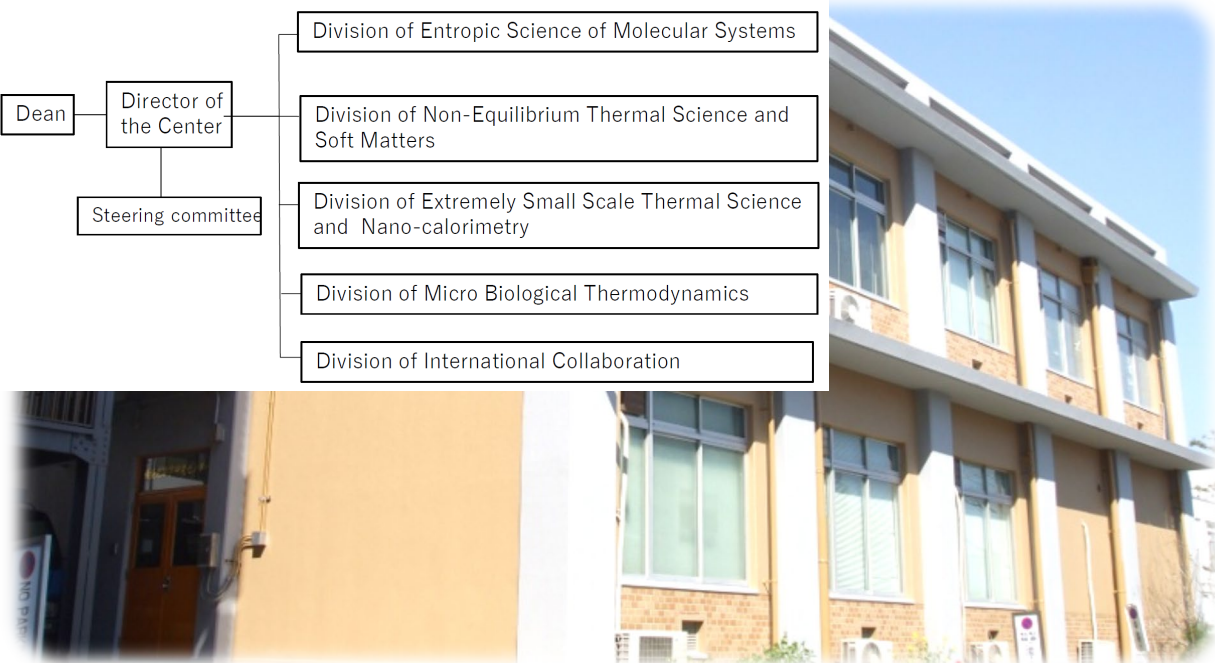 Division of Entropic Science of Molecular Systems
Dean
Director of
the Center
Division of Non-Equilibrium Thermal Science and
Soft Matters
Steering committee
Division of Extremely Small Scale Thermal Science
and Nano-calorimetry
Division of Micro Biological Thermodynamics
Division of International Collaboration
NO PAR